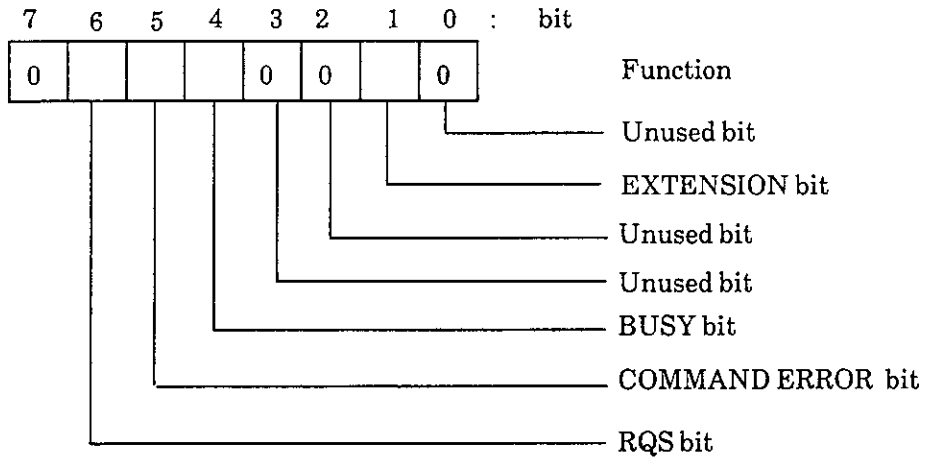 7 6 5 4 3 2 1 0 : bit
0 0 0 0 Function
Unused bit
EXTENSION bit
Unused bit
Unused bit
BUSY bit
COMMAND ERROR bit
RQS bit